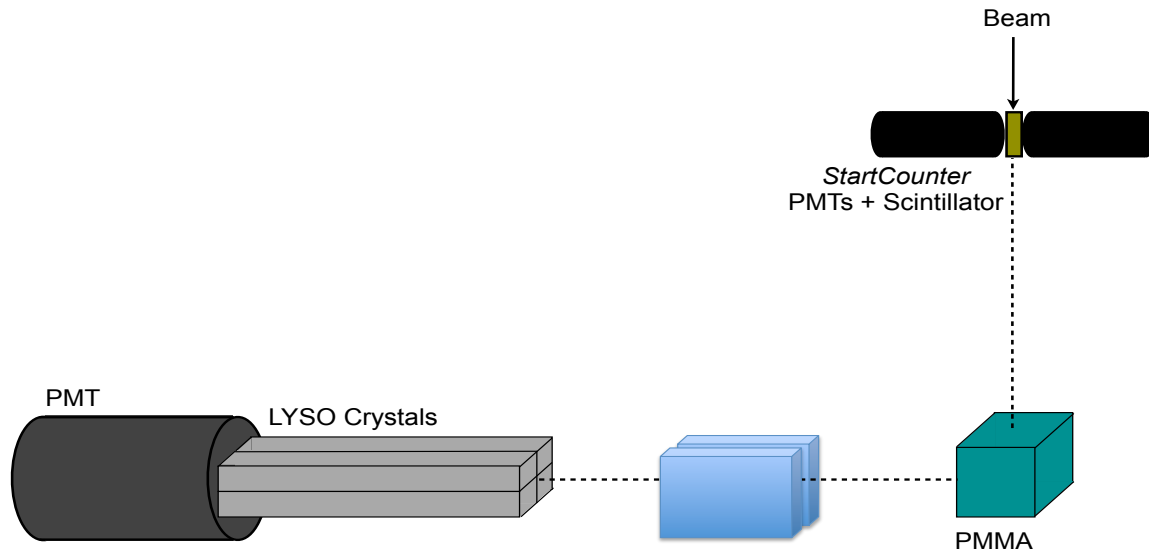 Beam
StartCounter
PMTs + Scintillator
PMT
LYSO Crystals
PMMA